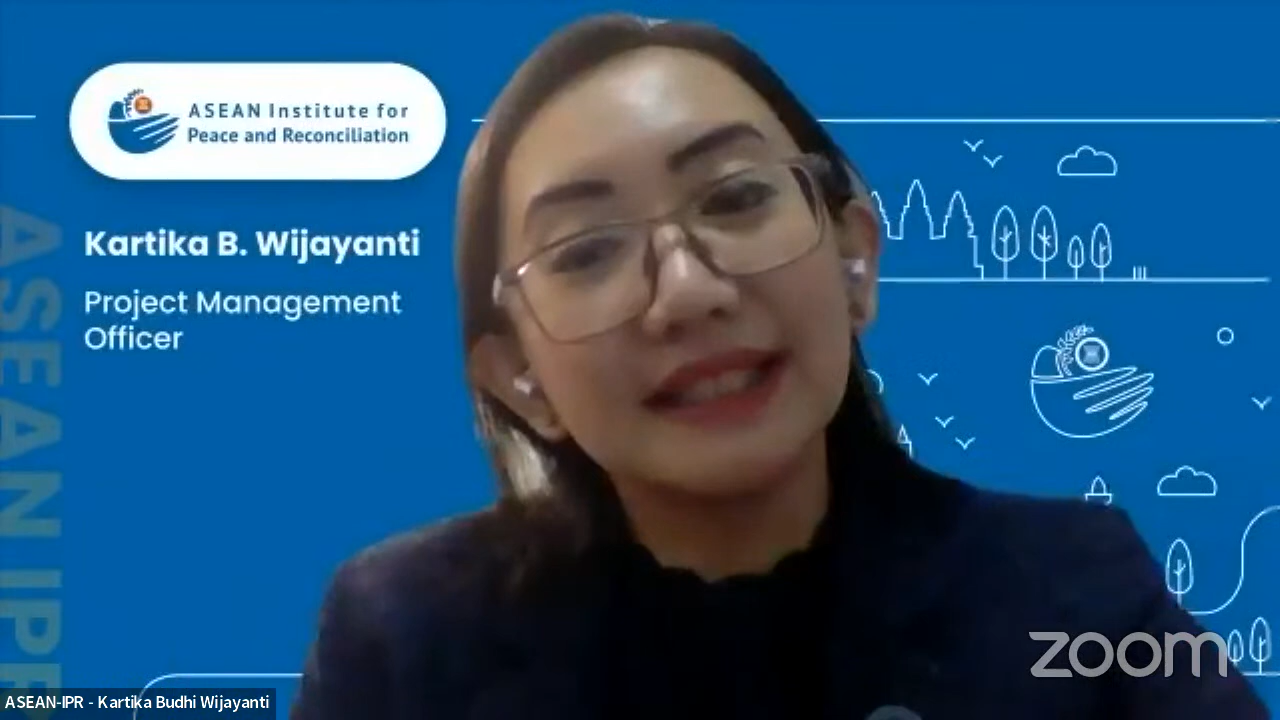 ASEAN Institute for
Peace and Reconciliation
Kartika B. Wijayanti
Project Management
Officer
ASEAN IPR
zoom
ASEAN-IPR - Kartika Budhi Wijayanti